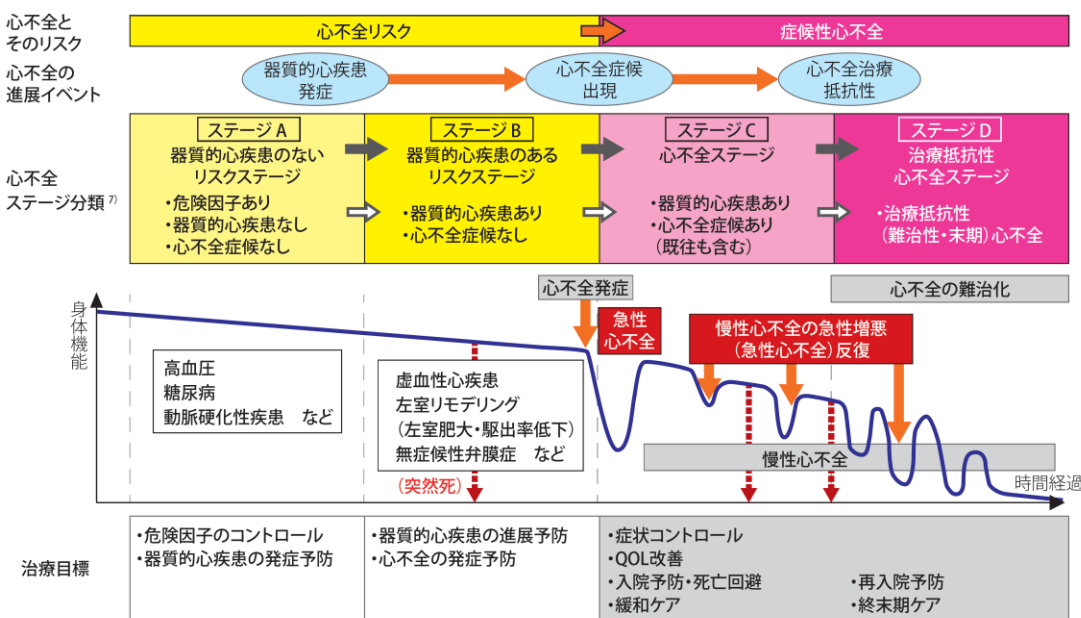 心不全と
そのリスク
心不全リスク
症候性心不全
心不全の
進展イベント
器質的心疾患
発症
心不全症候
出現
心不全治療
抵抗性
心不全
ステージ分類7)
ステージA
器質的心疾患のない
リスクステージ
・危険因子あり
・器質的心疾患なし
・心不全症候なし
ステージB
器質的心疾患のある
リスクステージ
・器質的心疾患あり
・心不全症候なし
ステージC
心不全ステージ
・器質的心疾患あり
・心不全症候あり
(既往も含む)
ステージD
治療抵抗性
心不全ステージ
・治療抵抗性
(難治性・末期)心不全
身体機能
心不全発症
心不全の難治化
急性
心不全
慢性心不全の急性増悪
(急性心不全)反復
高血圧
糖尿病
動脈硬化性疾患 など
虚血性心疾患
左室リモデリング
(左室肥大・駆出率低下)
無症候性弁膜症 など
(突然死)
慢性心不全
時間経過
治療目標
・危険因子のコントロール
・器質的心疾患の発症予防
・器質的心疾患の進展予防
・心不全の発症予防
・症状コントロール
・QOL改善
・入院予防・死亡回避
・緩和ケア
・再入院予防
・終末期ケア